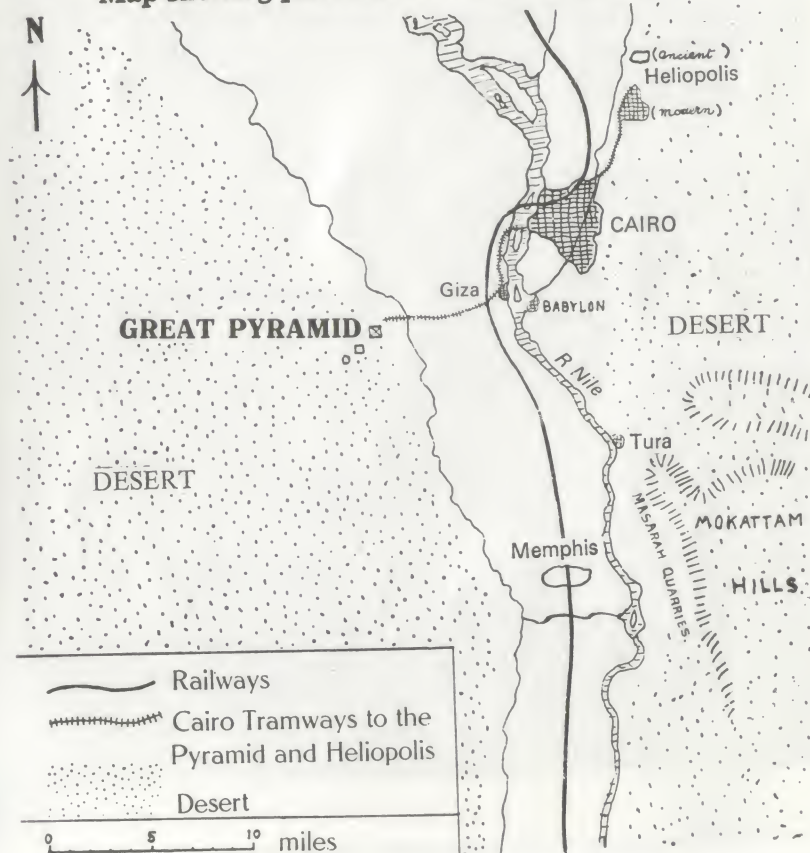 N
(ancient)
Heliopolis
(modern)
CAIRO
Giza
BABYLON
GREAT PYRAMID
DESERT
R Nile
Tura
DESERT
MASARAH QUARRIES.
MOKATTAM
HILLS.
Memphis
Railways
Cairo Tramways to the
Pyramid and Heliopolis
Desert
0 5 10 miles